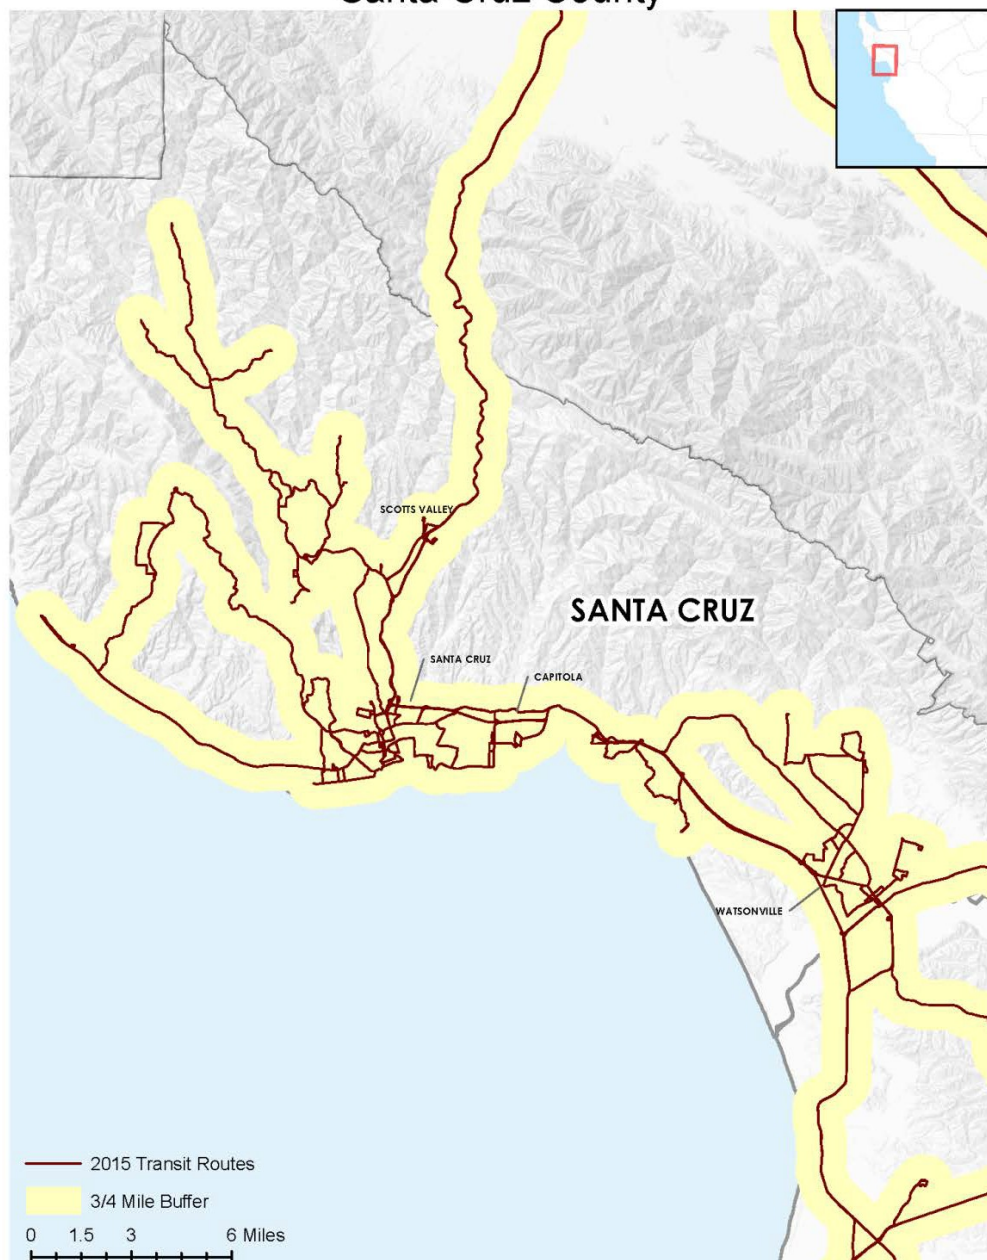 Santa Cruz County
SCOTTS VALLEY
SANTA CRUZ
SANTA CRUZ
CAPITOLA
WATSONVILLE
2015 Transit Routes
3/4 Mile Buffer
0 1.5 3 6 Miles